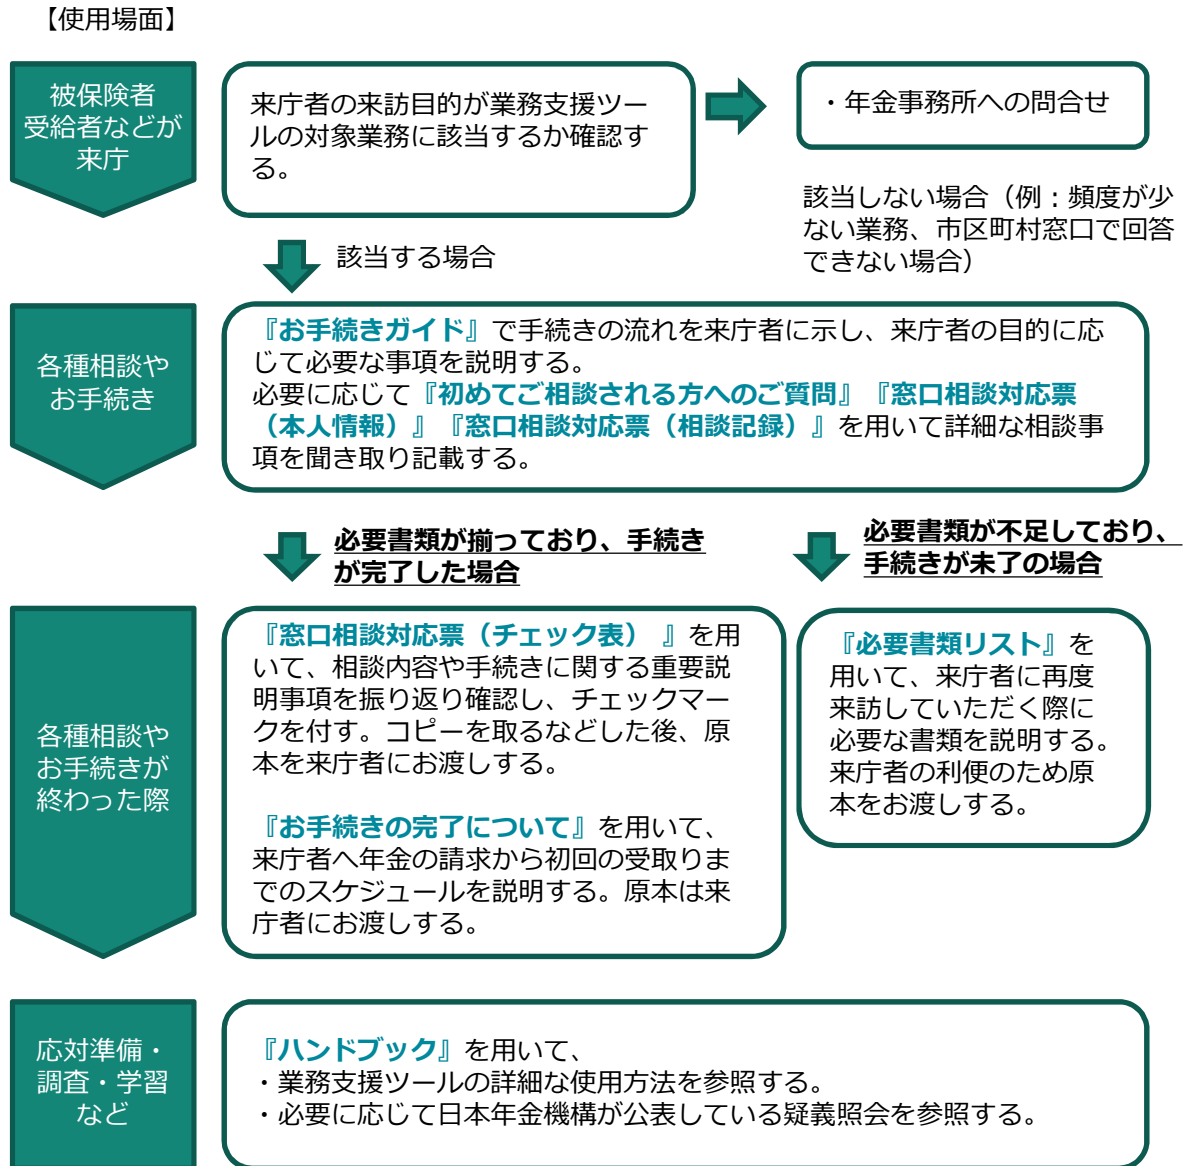 【使用場面】
被保険者
受給者などが
来庁
来庁者の来訪目的が業務支援ツー
ルの対象業務に該当するか確認す
る。
・年金事務所への問合せ
該当しない場合（例：頻度が少
ない業務、市区町村窓口で回答
できない場合）
該当する場合
各種相談や
お手続き
『お手続きガイド』で手続きの流れを来庁者に示し、来庁者の目的に応
じて必要な事項を説明する。
必要に応じて『初めてご相談される方へのご質問』『窓口相談対応票
（本人情報）』『窓口相談対応票（相談記録）』を用いて詳細な相談事
項を聞き取り記載する。
必要書類が揃っており、手続き
が完了した場合
必要書類が不足しており、
手続きが未了の場合
各種相談や
お手続きが
終わった際
『窓口相談対応票（チェック表） 』を用
いて、相談内容や手続きに関する重要説
明事項を振り返り確認し、チェックマー
クを付す。コピーを取るなどした後、原
本を来庁者にお渡しする。
『お手続きの完了について』を用いて、
来庁者へ年金の請求から初回の受取りま
でのスケジュールを説明する。原本は来
庁者にお渡しする。
『必要書類リスト』を
用いて、来庁者に再度
来訪していただく際に
必要な書類を説明する。
来庁者の利便のため原
本をお渡しする。
応対準備・
調査・学習
など
『ハンドブック』を用いて、
・業務支援ツールの詳細な使用方法を参照する。
・必要に応じて日本年金機構が公表している疑義照会を参照する。